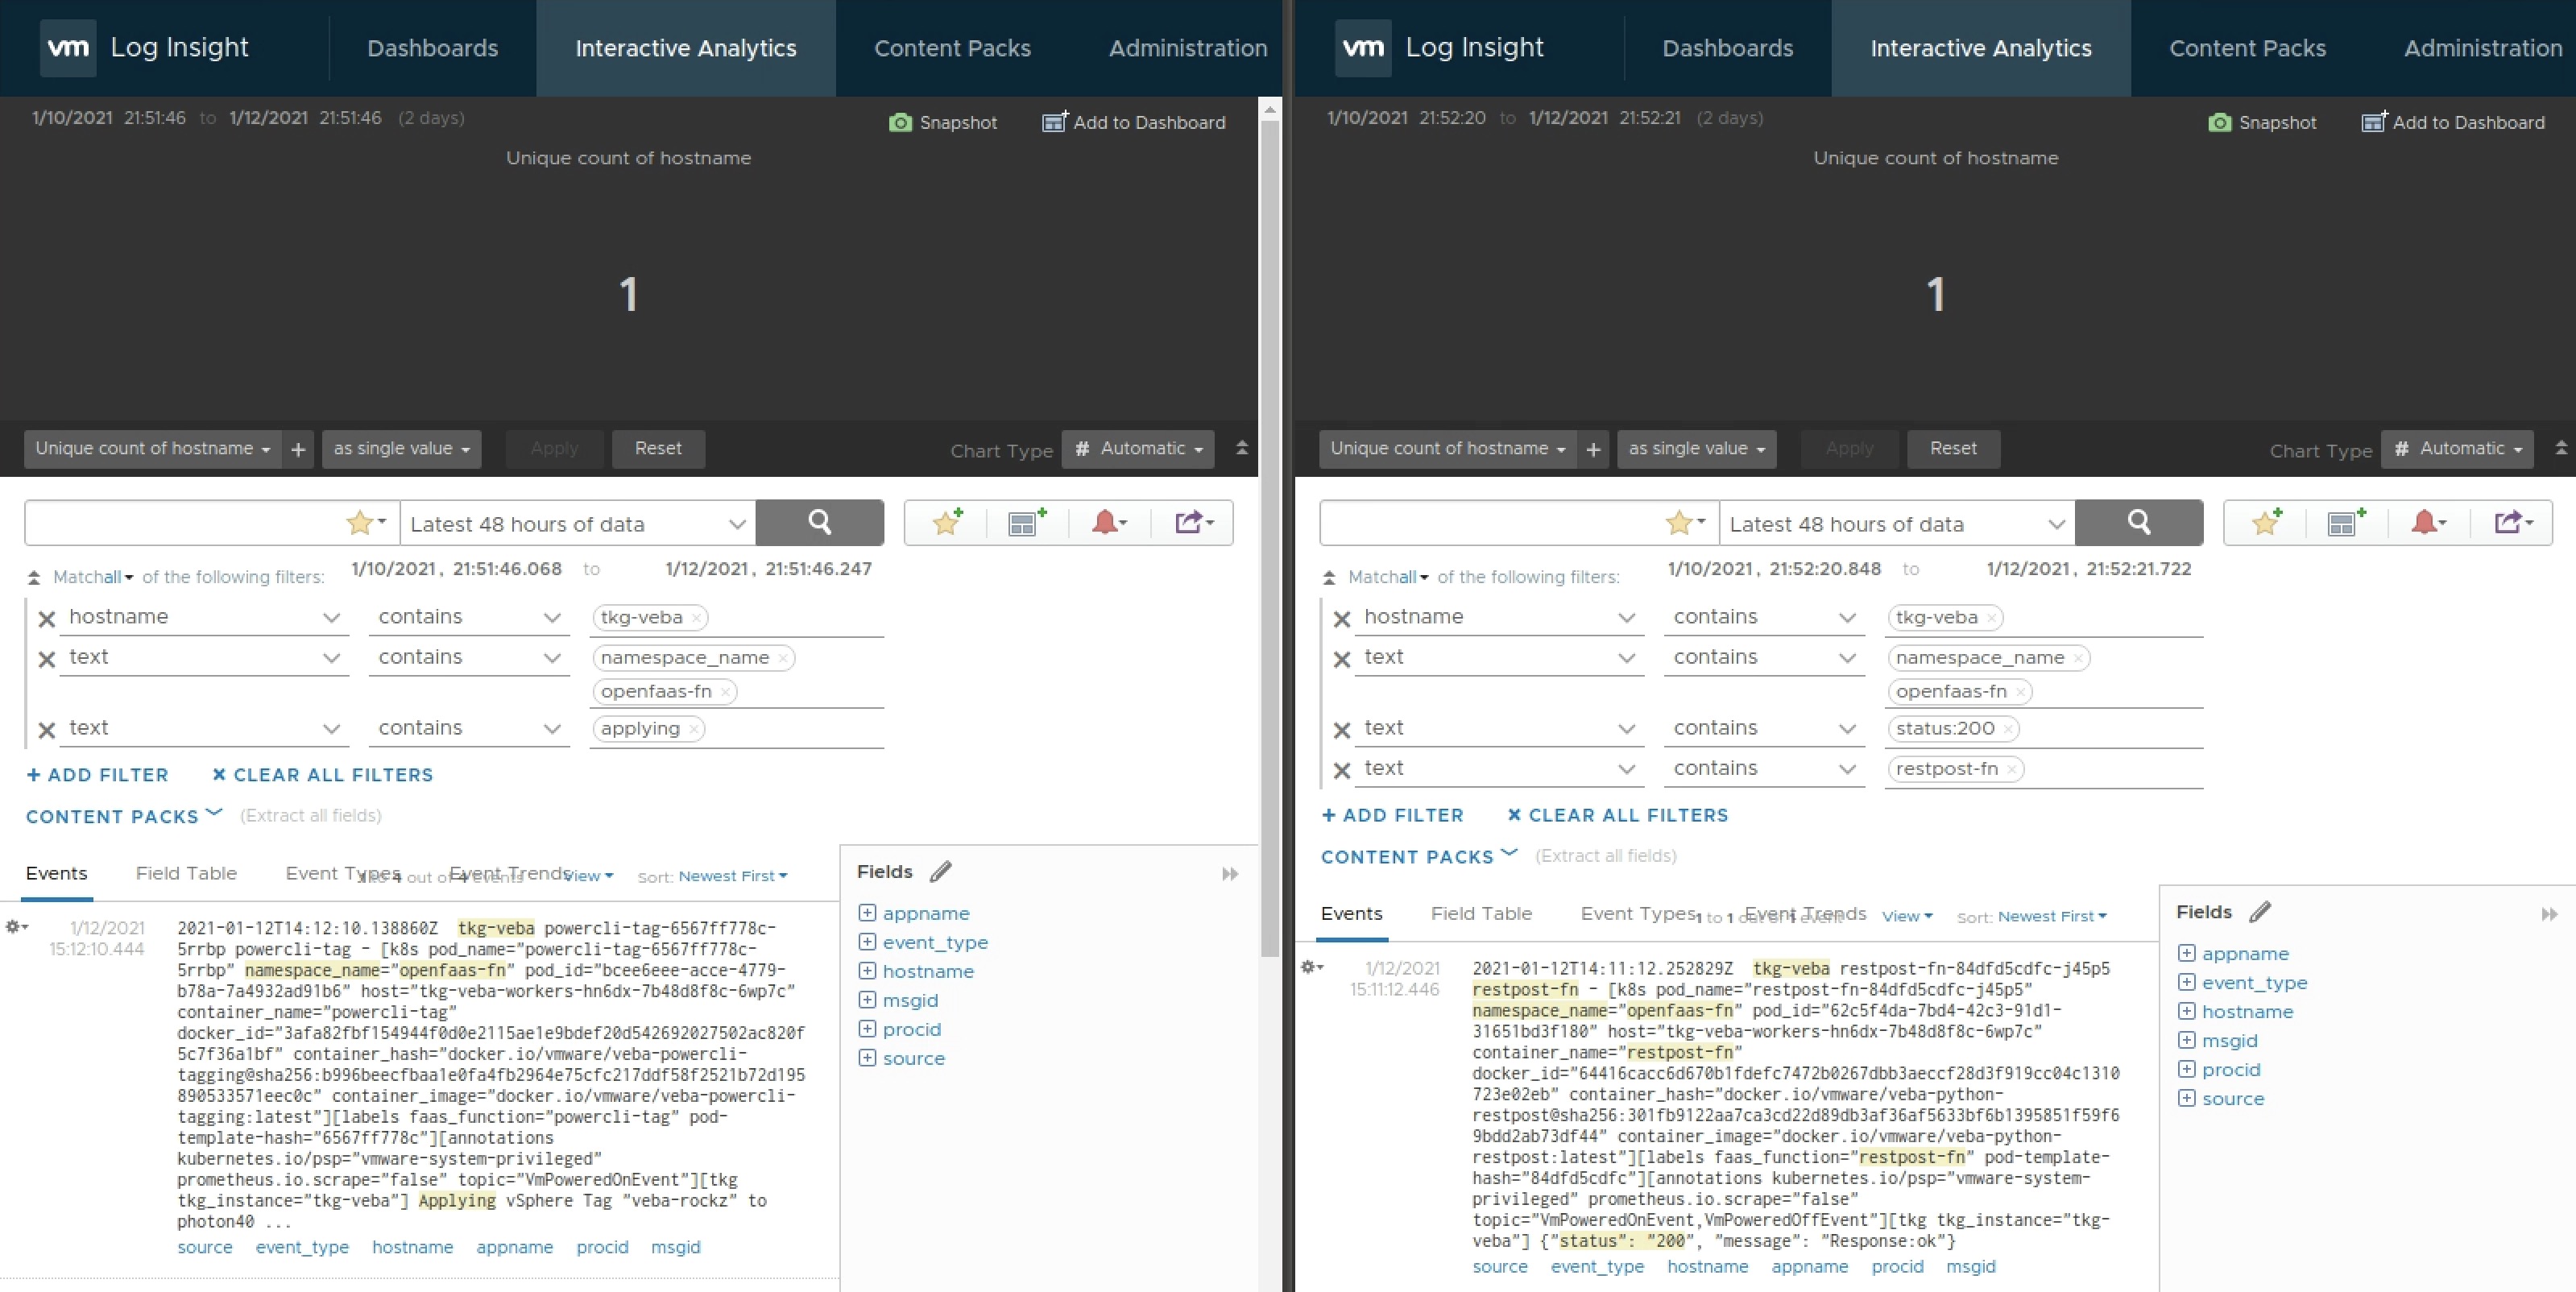 vm Log Insight Dashboards Interactive Analytics Content Packs Administration
1/10/2021 21:51:46 to 1/12/2021 21:51:46 (2 days)
Snapshot Add to Dashboard
Unique count of hostname
1
Unique count of hostname + as single value Apply Reset Chart Type # Automatic
Latest 48 hours of data
Match all of the following filters: 1/10/2021, 21:51:46.068 to 1/12/2021, 21:51:46.247
hostname contains tkg-veba ×
text contains namespace_name ×
openfaas-fn ×
text contains applying ×
+ ADD FILTER × CLEAR ALL FILTERS
CONTENT PACKS (Extract all fields)
Events Field Table Event Types Event Trends View Sort: Newest First
1 to 4 out of 4 events
1/12/2021
15:12:10.444
2021-01-12T14:12:10.138860Z tkg-veba powercli-tag-6567ff778c-
5rrbp powercli-tag - [k8s pod_name="powercli-tag-6567ff778c-
5rrbp" namespace_name="openfaas-fn" pod_id="bcee6eee-acce-4779-
b78a-7a4932ad91b6" host="tkg-veba-workers-hn6dx-7b48d8f8c-6wp7c"
container_name="powercli-tag"
docker_id="3afa82fbf154944f0d0e2115ae1e9bdef20d542692027502ac820f
5c7f36a1bf" container_hash="docker.io/vmware/veba-powercli-
tagging@sha256:b996beecfbaa1e0fa4fb2964e75cfc217ddf58f2521b72d195
890533571eec0c" container_image="docker.io/vmware/veba-powercli-
tagging:latest"][labels faas_function="powercli-tag" pod-
template-hash="6567ff778c"][annotations
kubernetes.io/psp="vmware-system-privileged"
prometheus.io.scrape="false" topic="VmPoweredOnEvent"][tkg
tkg_instance="tkg-veba"] Applying vSphere Tag "veba-rockz" to
photon40 ...
source event_type hostname appname procid msgid
Fields
appname
event_type
hostname
msgid
procid
source
vm Log Insight Dashboards Interactive Analytics Content Packs Administration
1/10/2021 21:52:20 to 1/12/2021 21:52:21 (2 days)
Snapshot Add to Dashboard
Unique count of hostname
1
Unique count of hostname + as single value Apply Reset Chart Type # Automatic
Latest 48 hours of data
Match all of the following filters: 1/10/2021, 21:52:20.848 to 1/12/2021, 21:52:21.722
hostname contains tkg-veba ×
text contains namespace_name ×
openfaas-fn ×
text contains status:200 ×
text contains restpost-fn ×
+ ADD FILTER × CLEAR ALL FILTERS
CONTENT PACKS (Extract all fields)
Events Field Table Event Types Event Trends View Sort: Newest First
1 to 1 out of 1 event
1/12/2021
15:11:12.446
2021-01-12T14:11:12.252829Z tkg-veba restpost-fn-84dfd5cdfc-j45p5
restpost-fn - [k8s pod_name="restpost-fn-84dfd5cdfc-j45p5"
namespace_name="openfaas-fn" pod_id="62c5f4da-7bd4-42c3-91d1-
31651bd3f180" host="tkg-veba-workers-hn6dx-7b48d8f8c-6wp7c"
container_name="restpost-fn"
docker_id="64416cacc6d670b1fdefc7472b0267dbb3aeccf28d3f919cc04c1310
723e02eb" container_hash="docker.io/vmware/veba-python-
restpost@sha256:301fb9122aa7ca3cd22d89db3af36af5633bf6b1395851f59f6
9bdd2ab73df44" container_image="docker.io/vmware/veba-python-
restpost:latest"][labels faas_function="restpost-fn" pod-template-
hash="84dfd5cdfc"][annotations kubernetes.io/psp="vmware-system-
privileged" prometheus.io.scrape="false"
topic="VmPoweredOnEvent,VmPoweredOffEvent"][tkg tkg_instance="tkg-
veba"] {"status": "200", "message": "Response:ok"}
source event_type hostname appname procid msgid
Fields
appname
event_type
hostname
msgid
procid
source